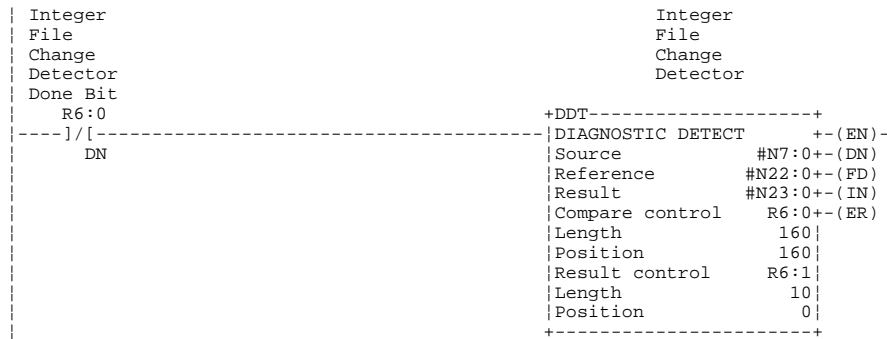 ¦ Integer                                                Integer
¦ File                                                   File
¦ Change                                                 Change
¦ Detector                                               Detector
¦ Done Bit
¦    R6:0                                      +DDT--------------------+
¦----]/[----------------------------------------¦DIAGNOSTIC DETECT      +-(EN)-
¦     DN                                        ¦Source            #N7:0+-(DN)
¦                                               ¦Reference        #N22:0+-(FD)
¦                                               ¦Result           #N23:0+-(IN)
¦                                               ¦Compare control    R6:0+-(ER)
¦                                               ¦Length              160¦
¦                                               ¦Position            160¦
¦                                               ¦Result control     R6:1¦
¦                                               ¦Length               10¦
¦                                               ¦Position              0¦
¦                                               +-----------------------+